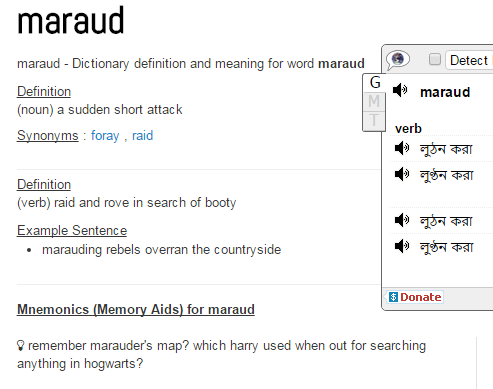 maraud
maraud - Dictionary definition and meaning for word maraud
Definition
(noun) a sudden short attack
Synonyms : foray , raid
Definition
(verb) raid and rove in search of booty
Example Sentence
marauding rebels overran the countryside
Mnemonics (Memory Aids) for maraud
remember marauder's map? which harry used when out for searching
anything in hogwarts?
Detect
G
M
T
maraud
verb
লুঠন করা
লুণ্ঠন করা
লুঠন করা
লুণ্ঠন করা
$ Donate